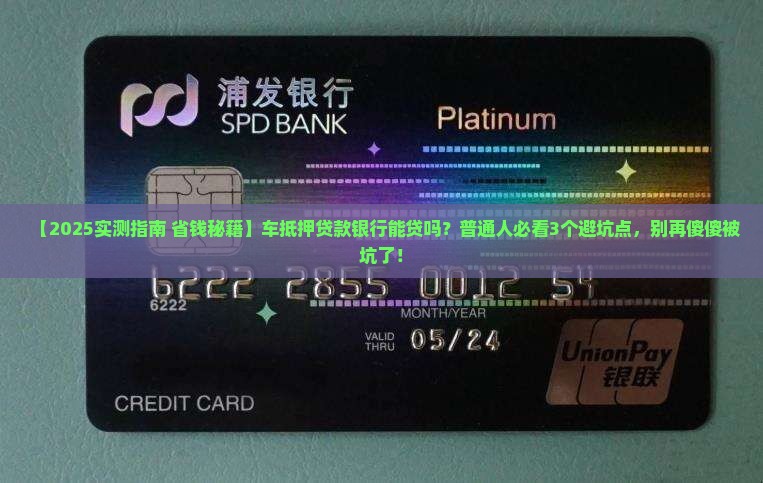 浦发银行
SPD BANK
Platinum
【2025实测指南 省钱秘籍】车抵押贷款银行能贷吗？普通人必看3个避坑点，别再傻傻被
坑了！
6222 2855 0012 54
6222
MONTH/YEAR
VALID
THRU
05/24
UnionPay
银联
CREDIT CARD